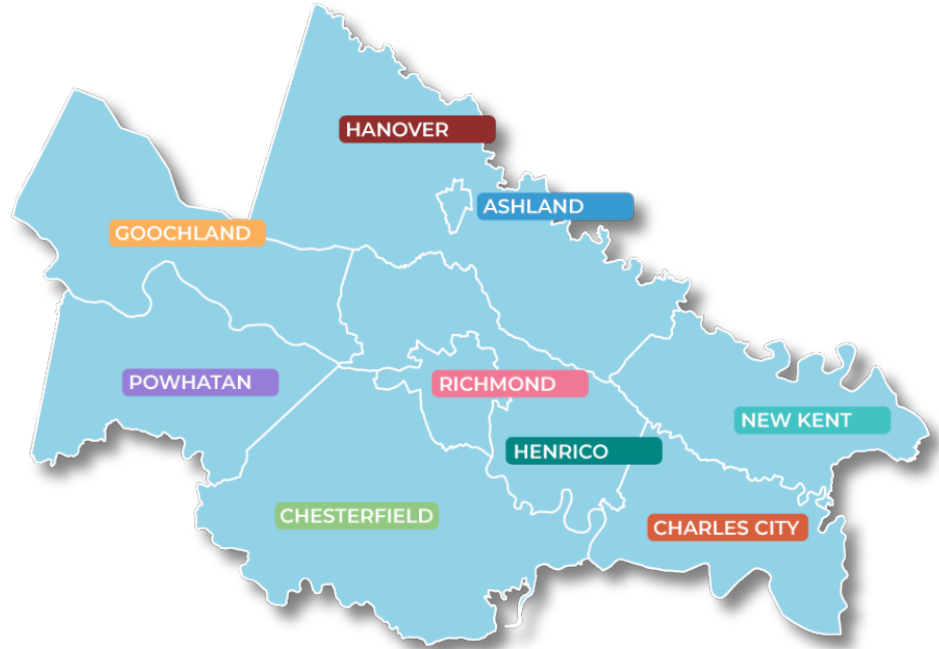 HANOVER
ASHLAND
GOOCHLAND
POWHATAN
RICHMOND
NEW KENT
HENRICO
CHESTERFIELD
CHARLES CITY